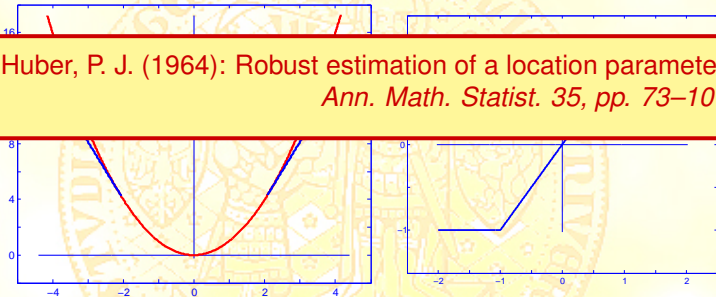 16
Huber, P. J. (1964): Robust estimation of a location paramete
Ann. Math. Statist. 35, pp. 73–10
8
4
0
−4 −2 0 2 4
0
−1
−2 −1 0 1 2